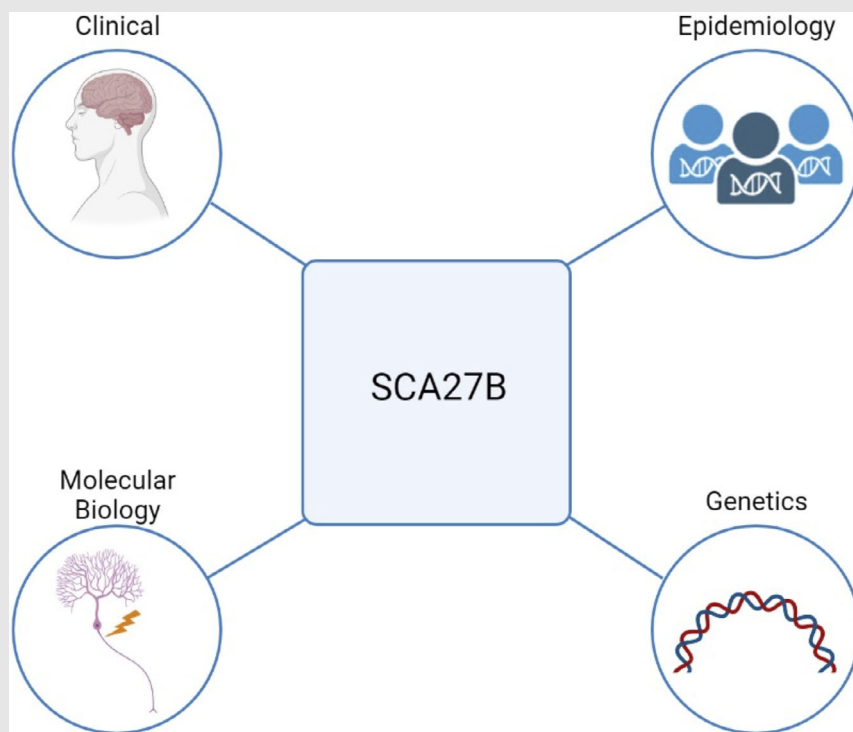 Clinical
Epidemiology
SCA27B
Molecular
Biology
Genetics